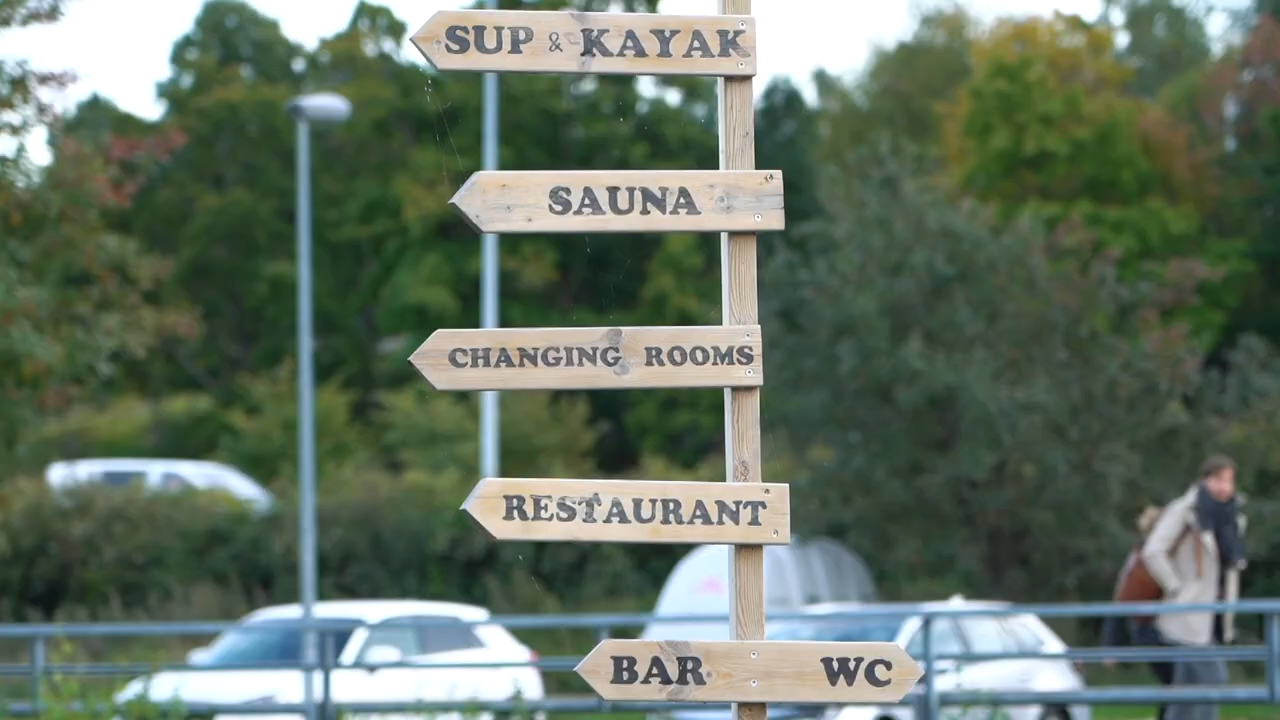 SUP & KAYAK
SAUNA
CHANGING ROOMS
RESTAURANT
BAR WC